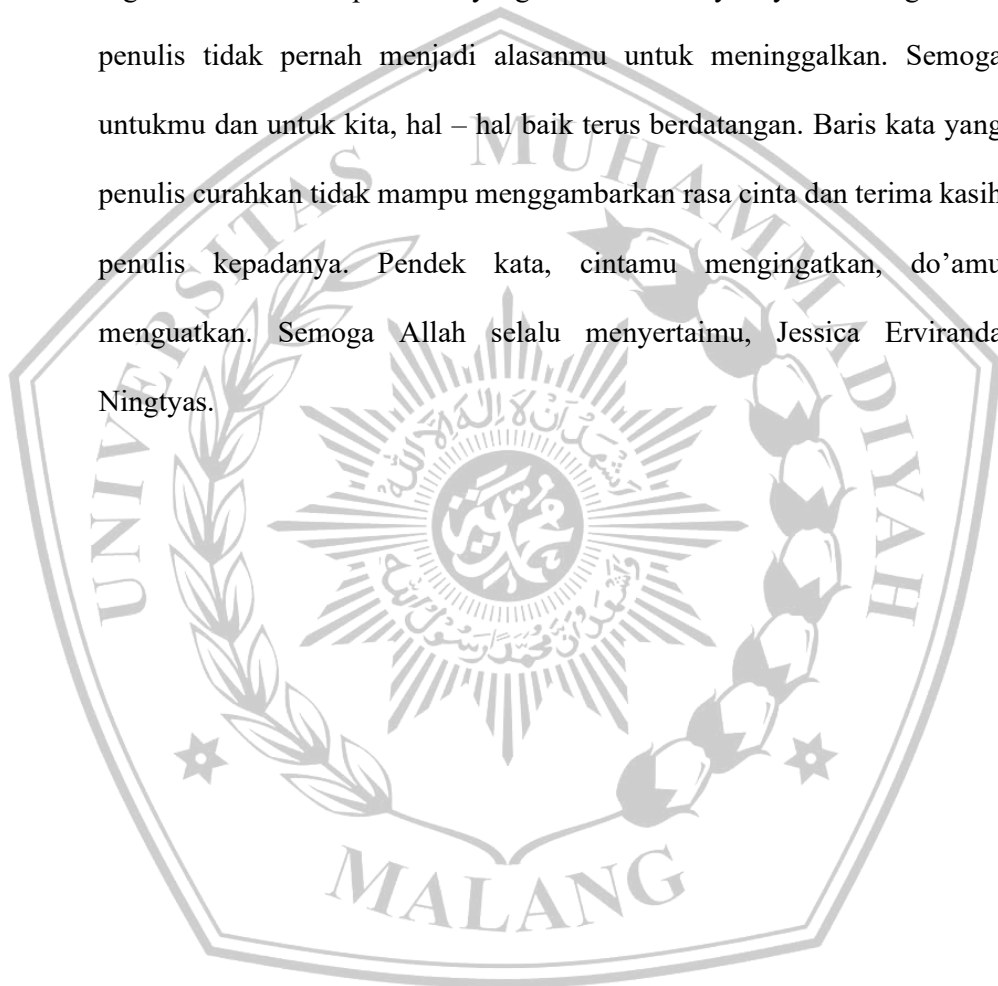 penulis tidak pernah menjadi alasanmu untuk meninggalkan. Semoga
untukmu dan untuk kita, hal – hal baik terus berdatangan. Baris kata yang
penulis curahkan tidak mampu menggambarkan rasa cinta dan terima kasih
penulis kepadanya. Pendek kata, cintamu mengingatkan, do’amu
menguatkan. Semoga Allah selalu menyertaimu, Jessica Erviranda
Ningtyas.
UNIVERSITAS MUHAMMADIYAH
MALANG